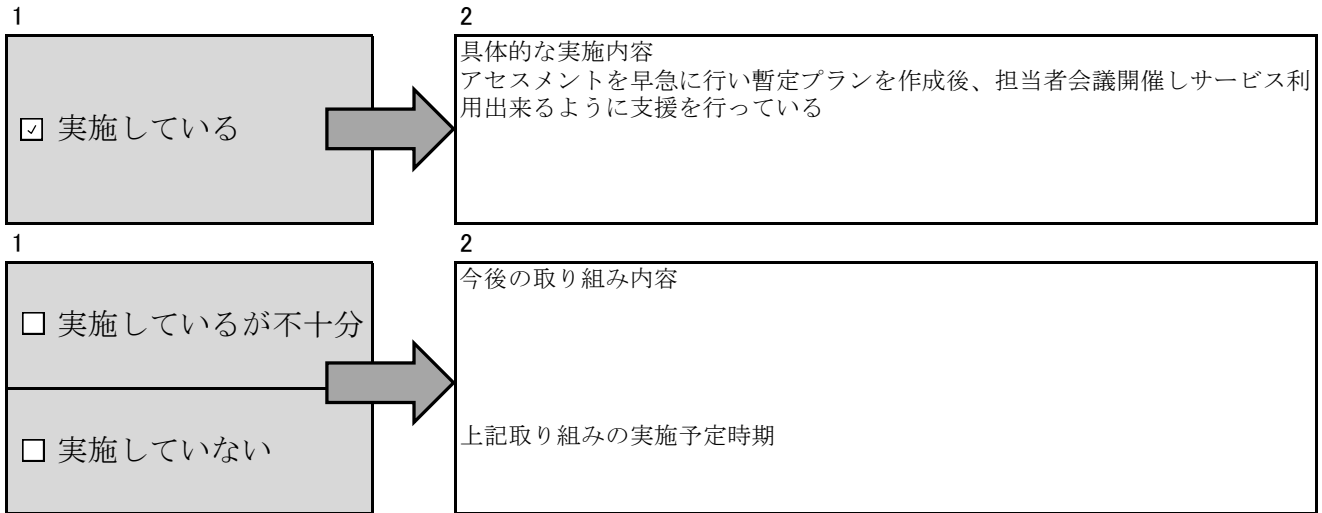 1
2
☑ 実施している
具体的な実施内容
アセスメントを早急に行い暫定プランを作成後、担当者会議開催しサービス利
用出来るように支援を行っている
1
2
☐ 実施しているが不十分
☐ 実施していない
今後の取り組み内容
上記取り組みの実施予定時期